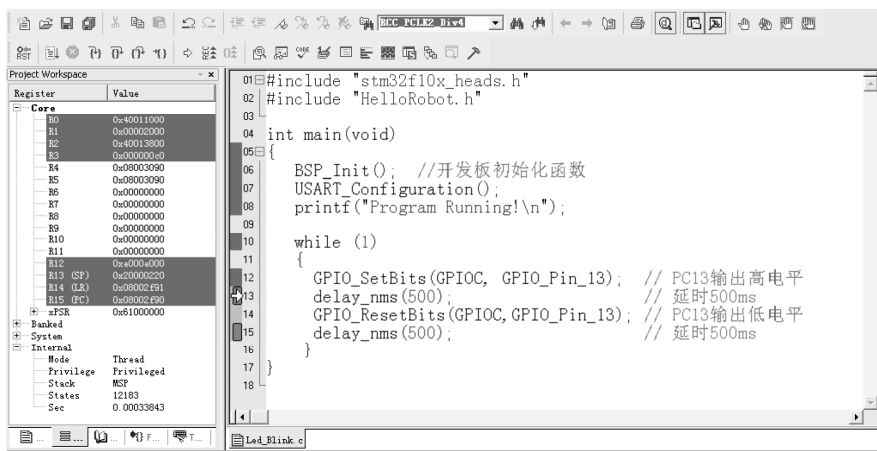 RCC_PCLK2_Div4
RST
Project Workspace
Register Value
Core
R0 0x40011000
R1 0x00002000
R2 0x40013800
R3 0x000000c0
R4 0x08003090
R5 0x08003090
R6 0x00000000
R7 0x00000000
R8 0x00000000
R9 0x00000000
R10 0x00000000
R11 0x00000000
R12 0xe000e000
R13 (SP) 0x20000220
R14 (LR) 0x08002f91
R15 (PC) 0x08002f90
xPSR 0x61000000
Banked
System
Internal
Mode Thread
Privilege Privileged
Stack MSP
States 12183
Sec 0.00033843
F...
T...
01 #include "stm32f10x_heads.h"
02 #include "HelloRobot.h"
03
04 int main(void)
05 {
06 BSP_Init(); //开发板初始化函数
07 USART_Configuration();
08 printf("Program Running!\n");
09
10 while (1)
11 {
12 GPIO_SetBits(GPIOC, GPIO_Pin_13); // PC13输出高电平
13 delay_nms(500); // 延时500ms
14 GPIO_ResetBits(GPIOC,GPIO_Pin_13); // PC13输出低电平
15 delay_nms(500); // 延时500ms
16 }
17 }
18
Led_Blink.c